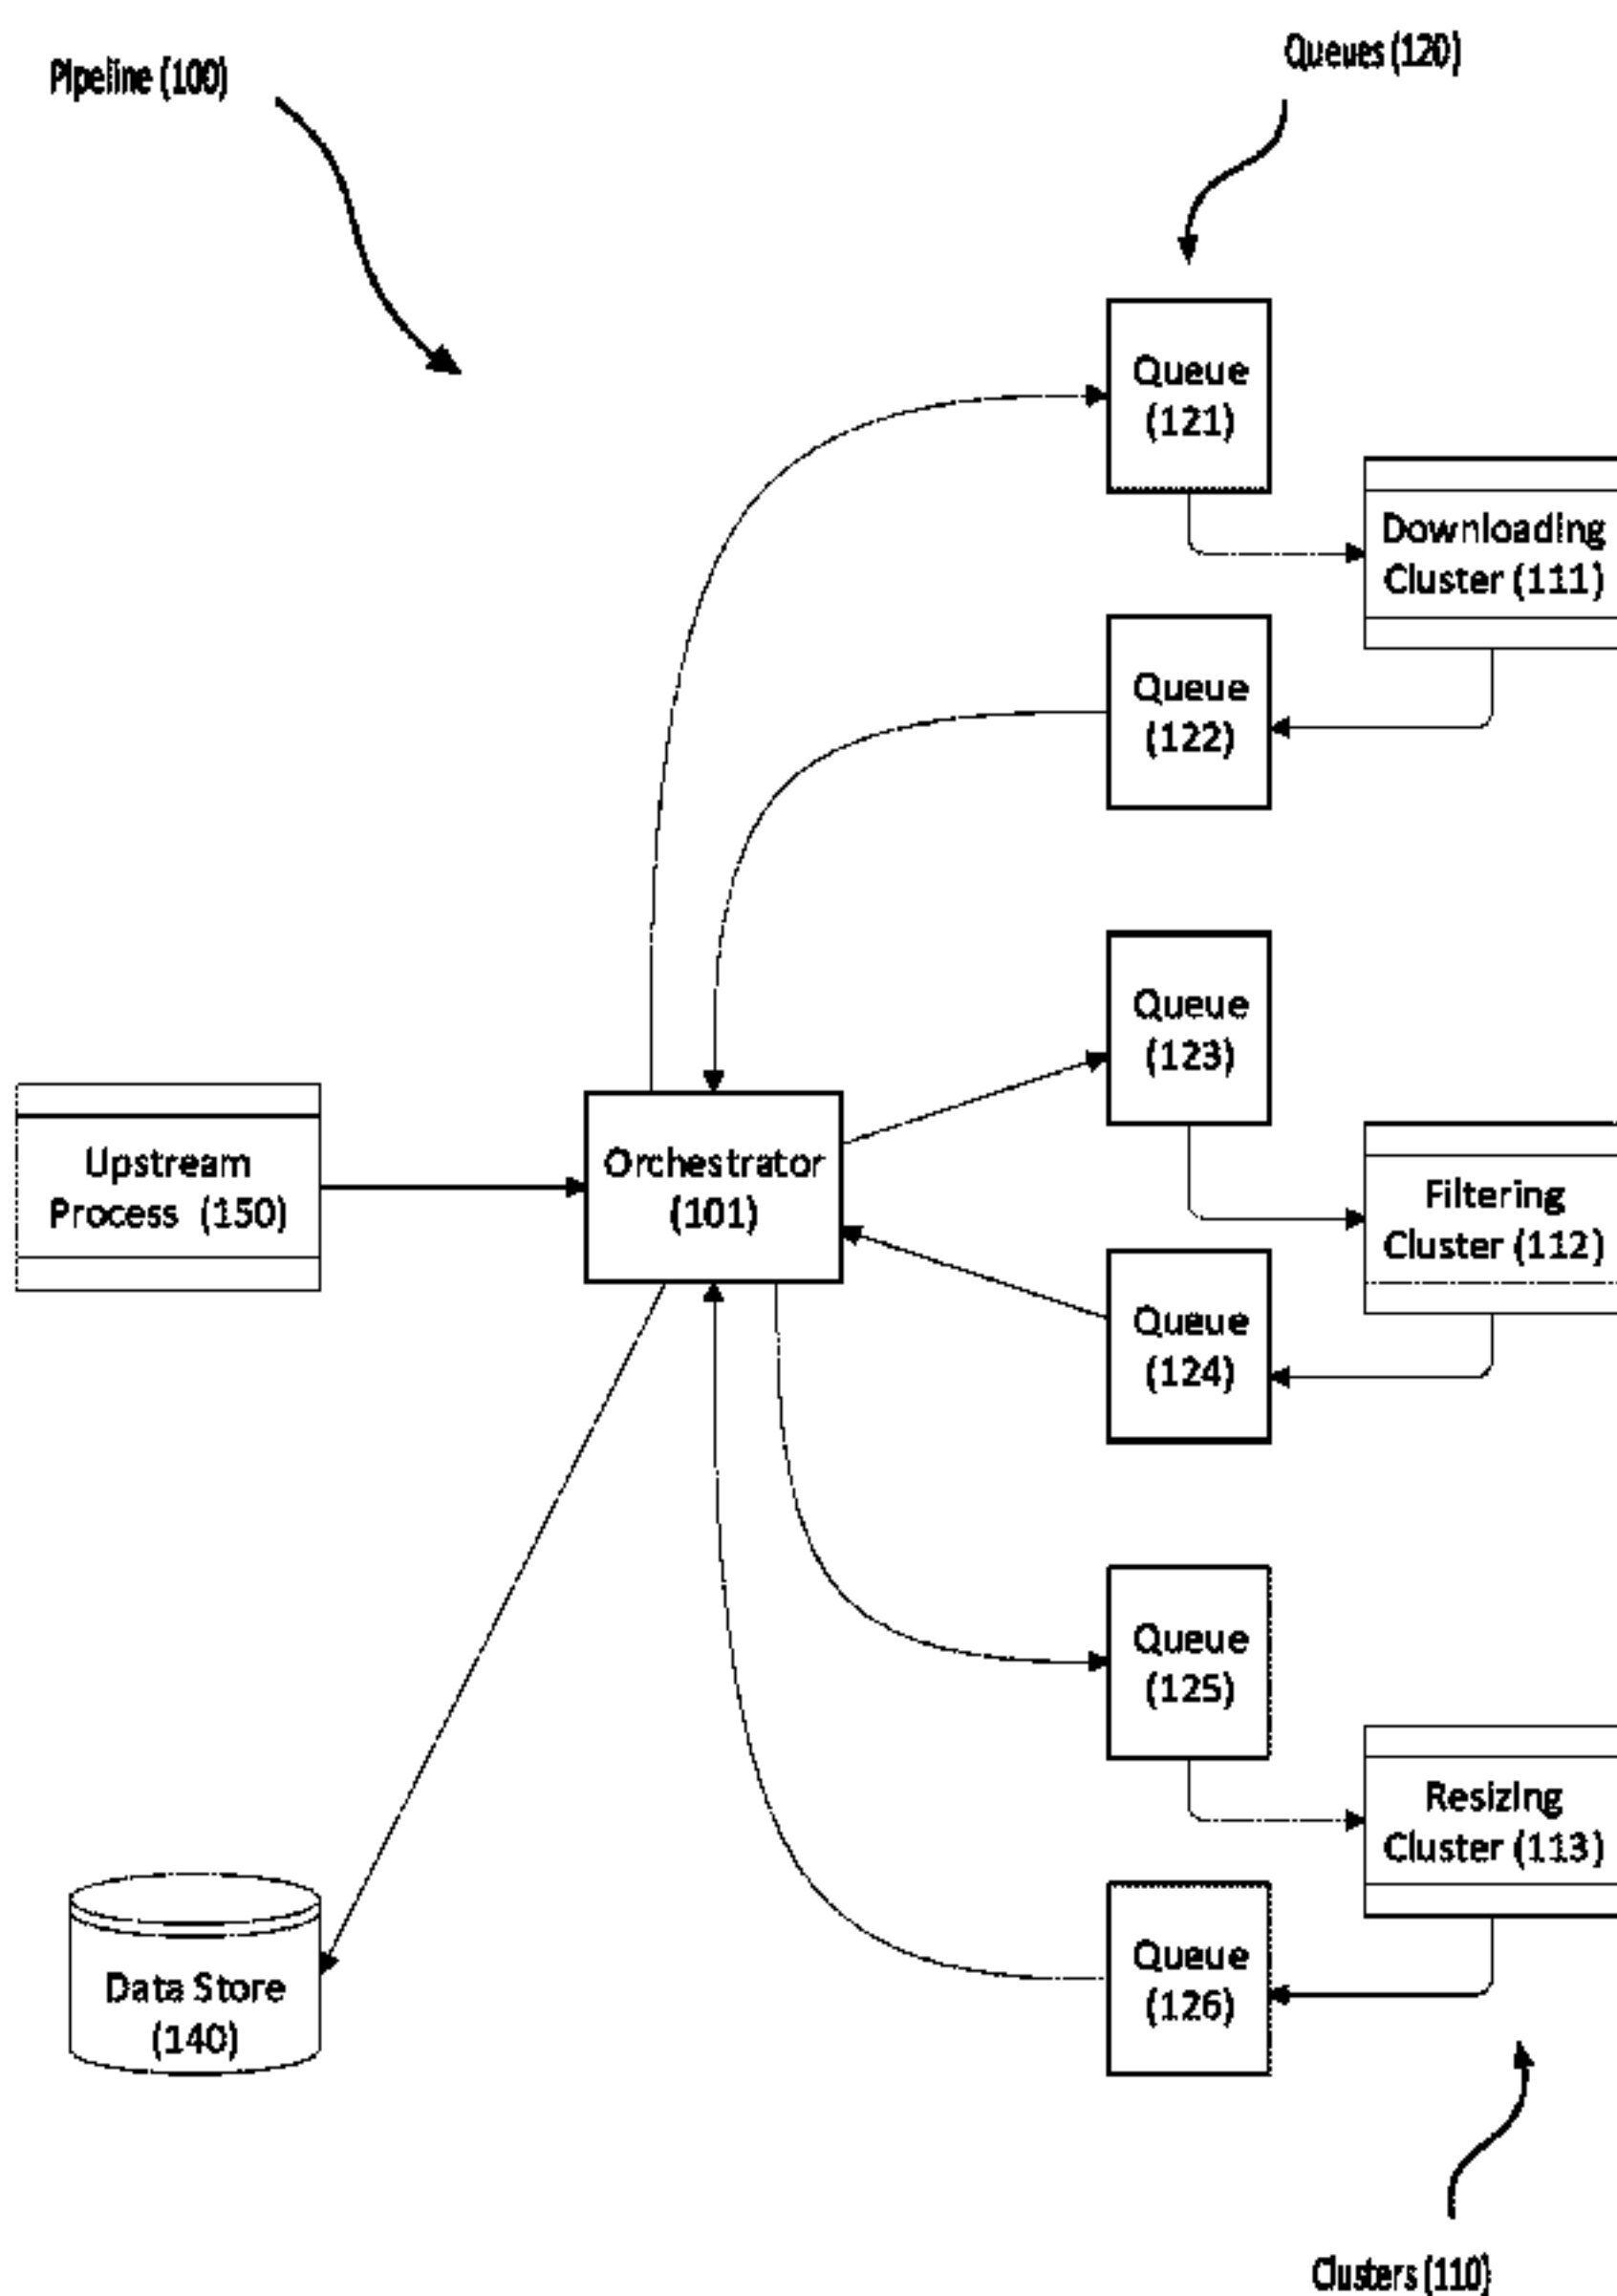 Pipeline (100)
Queues (120)
Queue
(121)
Downloading
Cluster (111)
Queue
(122)
Queue
(123)
Upstream
Process (150)
Orchestrator
(101)
Filtering
Cluster (112)
Queue
(124)
Queue
(125)
Resizing
Cluster (113)
Queue
(126)
Data Store
(140)
Clusters (110)